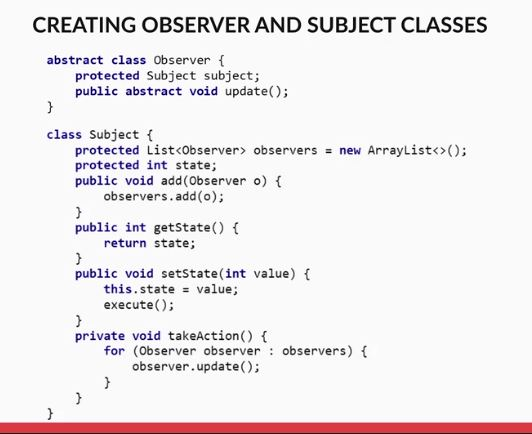 CREATING OBSERVER AND SUBJECT CLASSES
abstract class Observer {
    protected Subject subject;
    public abstract void update();
}
class Subject {
    protected List<Observer> observers = new ArrayList<>();
    protected int state;
    public void add(Observer o) {
        observers.add(o);
    }
    public int getState() {
        return state;
    }
    public void setState(int value) {
        this.state = value;
        execute();
    }
    private void takeAction() {
        for (Observer observer : observers) {
            observer.update();
        }
    }
}